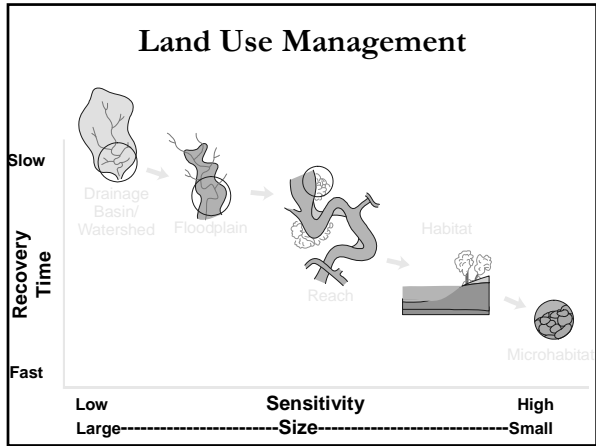 Land Use Management
Slow
Drainage
Basin/
Watershed
Floodplain
Habitat
Recovery
Time
Reach
Microhabitat
Fast
Low
Sensitivity
High
Large----------------------------Size----------------------------------Small